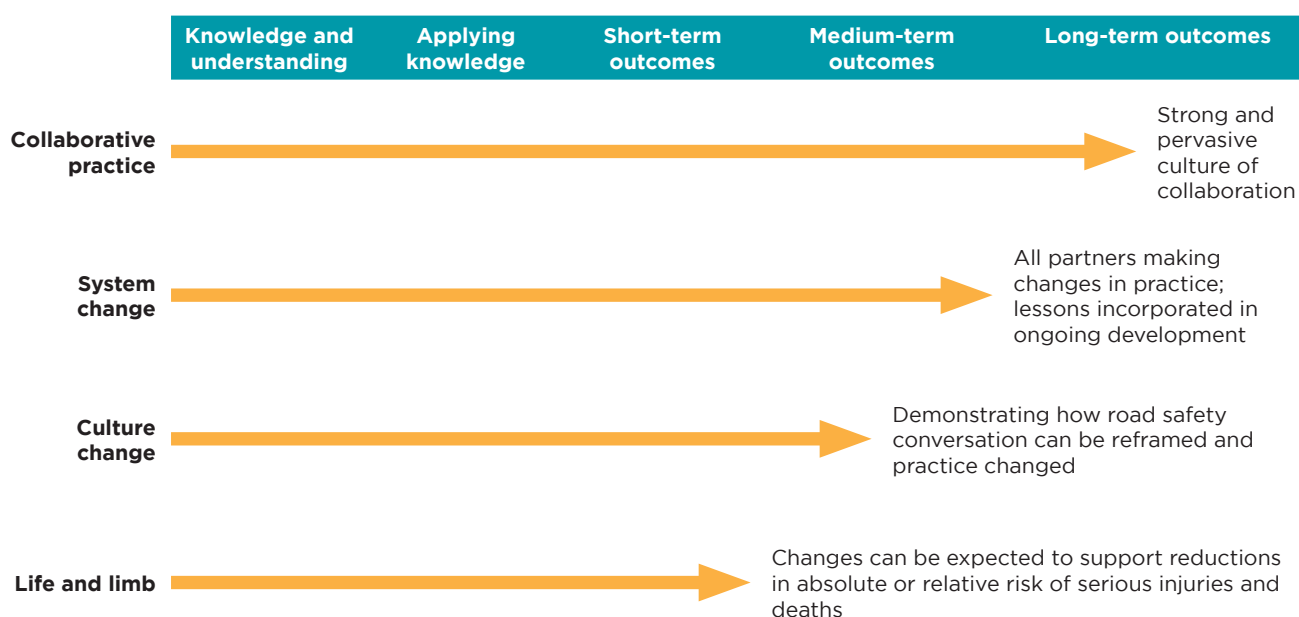 Knowledge and
understanding
Applying
knowledge
Short-term
outcomes
Medium-term
outcomes
Long-term outcomes
Collaborative
practice
Strong and
pervasive
culture of
collaboration
System
change
All partners making
changes in practice;
lessons incorporated in
ongoing development
Culture
change
Demonstrating how road safety
conversation can be reframed and
practice changed
Life and limb
Changes can be expected to support reductions
in absolute or relative risk of serious injuries and
deaths